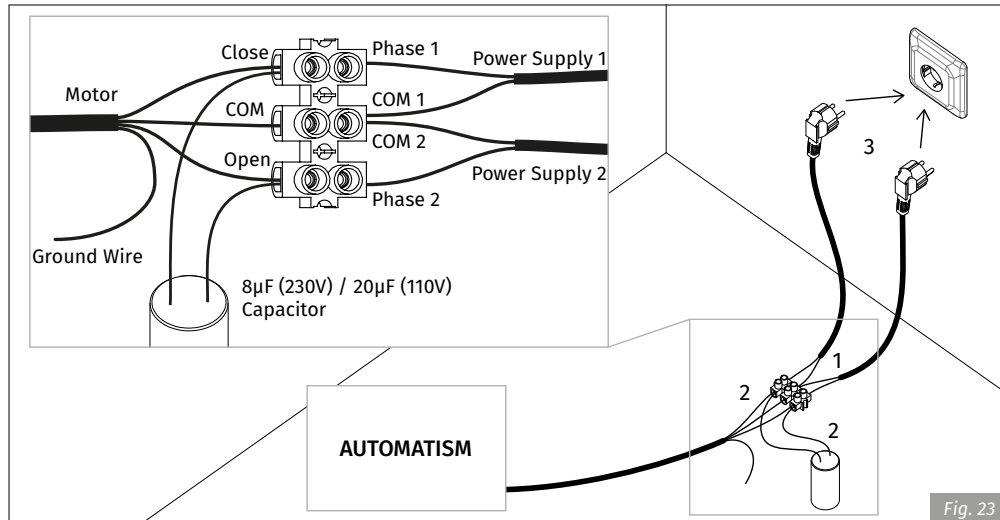 Close
Phase 1
Power Supply 1
Motor
COM
COM 1
COM 2
Open
Power Supply 2
Phase 2
Ground Wire
8µF (230V) / 20µF (110V)
Capacitor
3
1
2
2
AUTOMATISM
Fig. 23